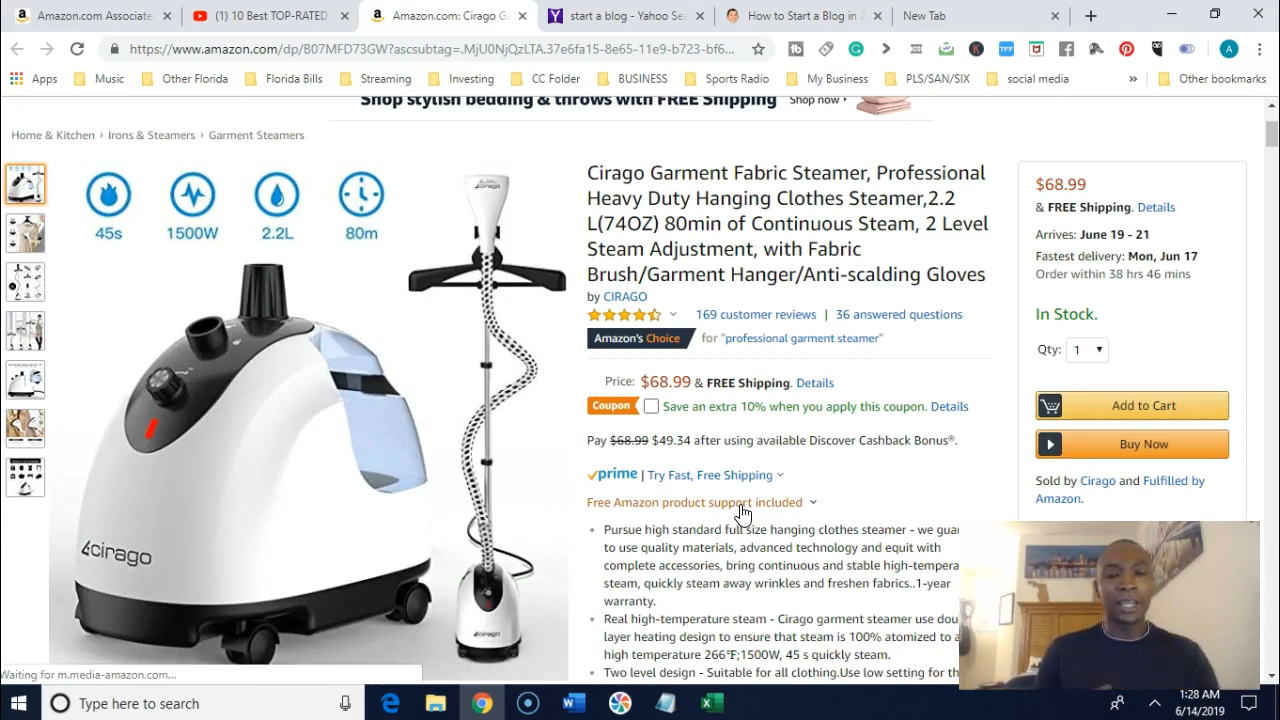 Amazon.com Associates
(1) 10 Best TOP-RATED
Amazon.com: Cirago G
start a blog - Yahoo Sea
How to Start a Blog in 2
New Tab
https://www.amazon.com/dp/B07MFD73GW?ascsubtag=.MjU0NjQzLTA.37e6fa15-8e65-11e9-b723-bf6...
Apps
Music
Other Florida
Florida Bills
Streaming
Investing
CC Folder
BUSINESS
Sports Radio
My Business
PLS/SAN/SIX
social media
»
Other bookmarks
Shop stylish bedding & throws with FREE Shipping
Shop now
Home & Kitchen › Irons & Steamers › Garment Steamers
45s
1500W
2.2L
80m
cirago
cirago
cirago
Cirago Garment Fabric Steamer, Professional
Heavy Duty Hanging Clothes Steamer,2.2
L(74OZ) 80min of Continuous Steam, 2 Level
Steam Adjustment, with Fabric
Brush/Garment Hanger/Anti-scalding Gloves
by CIRAGO
169 customer reviews | 36 answered questions
Amazon's Choice for "professional garment steamer"
Price: $68.99 & FREE Shipping. Details
Coupon Save an extra 10% when you apply this coupon. Details
Pay $68.99 $49.34 after using available Discover Cashback Bonus®.
prime | Try Fast, Free Shipping
Free Amazon product support included
• Pursue high standard full size hanging clothes steamer - we guar
to use quality materials, advanced technology and equit with
complete accessories, bring continuous and stable high-tempera
steam, quickly steam away wrinkles and freshen fabrics..1-year
warranty.
• Real high-temperature steam - Cirago garment steamer use dou
layer heating design to ensure that steam is 100% atomized to a
high temperature 266℉;1500W, 45 s quickly steam.
• Two level design - Suitable for all clothing.Use low setting for th
$68.99
& FREE Shipping. Details
Arrives: June 19 - 21
Fastest delivery: Mon, Jun 17
Order within 38 hrs 46 mins
In Stock.
Qty: 1
Add to Cart
Buy Now
Sold by Cirago and Fulfilled by
Amazon.
Waiting for m.media-amazon.com...
Type here to search
1:28 AM
6/14/2019